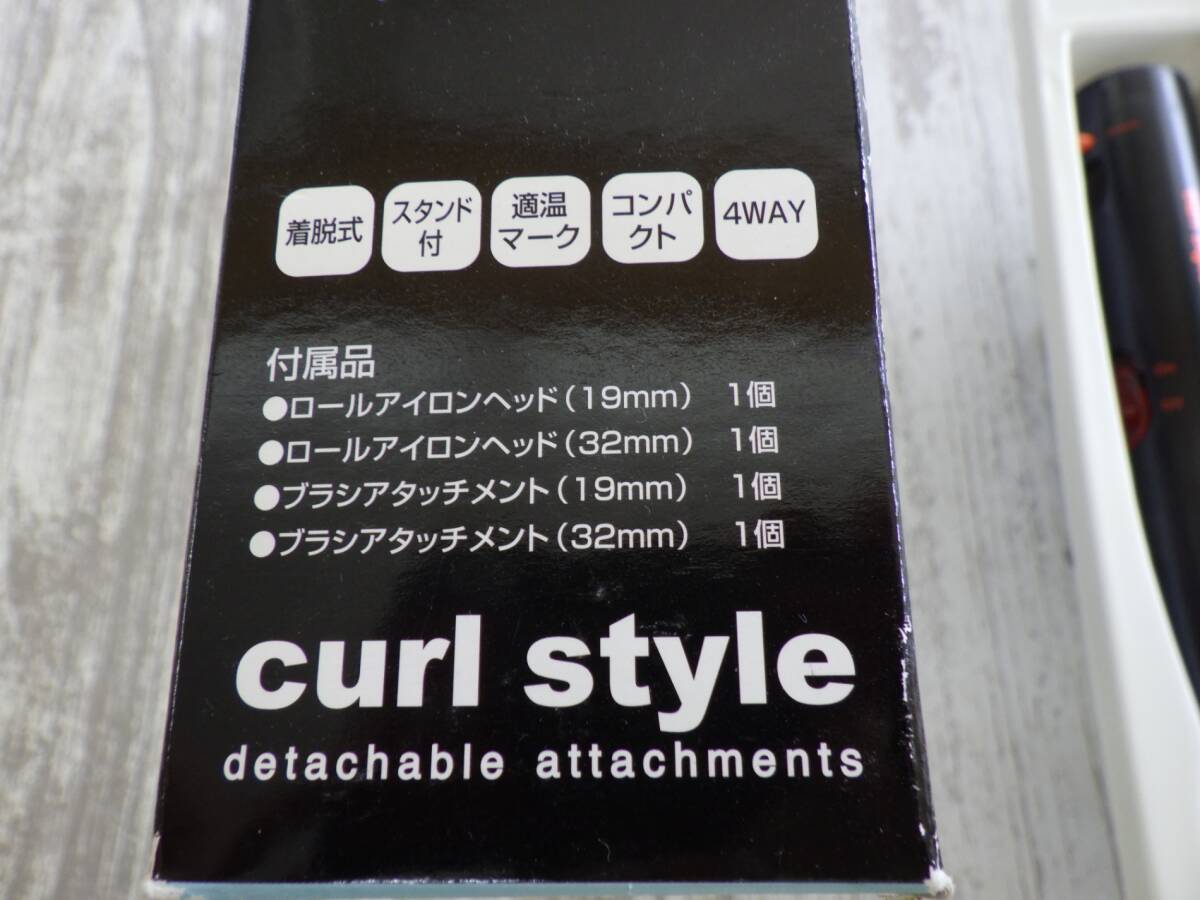 着脱式
スタンド
付
適温
マーク
コンパ
クト
4WAY
付属品
●ロールアイロンヘッド(19mm) 1個
●ロールアイロンヘッド(32mm) 1個
●ブラシアタッチメント(19mm) 1個
●ブラシアタッチメント(32mm) 1個
curl style
detachable attachments